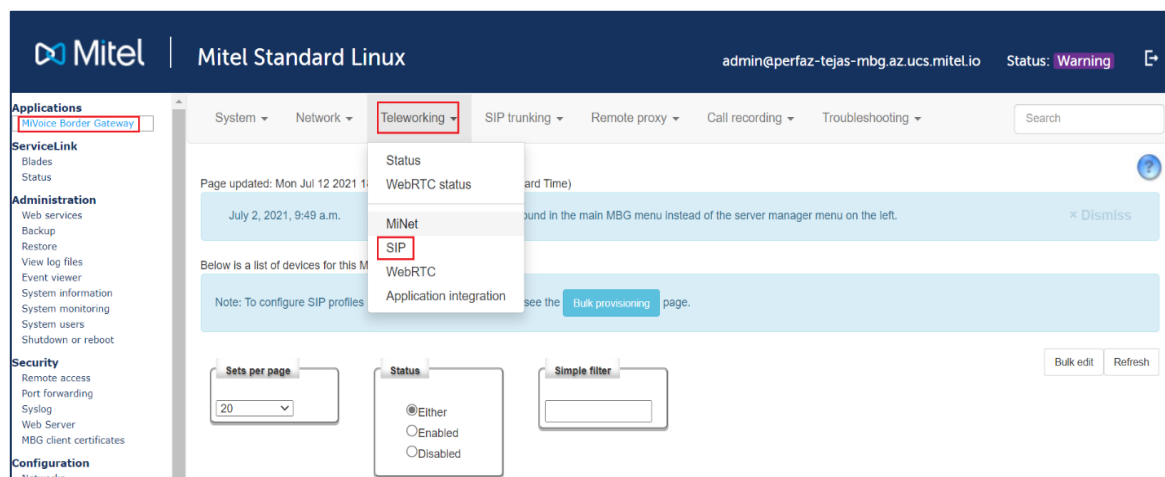 Mitel
Mitel Standard Linux
admin@perfaz-tejas-mbg.az.ucs.mitel.io
Status: Warning
Applications
MiVoice Border Gateway
ServiceLink
Blades
Status
Administration
Web services
Backup
Restore
View log files
Event viewer
System information
System monitoring
System users
Shutdown or reboot
Security
Remote access
Port forwarding
Syslog
Web Server
MBG client certificates
Configuration
System
Network
Teleworking
SIP trunking
Remote proxy
Call recording
Troubleshooting
Search
Status
WebRTC status
MiNet
SIP
WebRTC
Application integration
?
Page updated: Mon Jul 12 2021 1
ard Time)
July 2, 2021, 9:49 a.m.
ound in the main MBG menu instead of the server manager menu on the left.
× Dismiss
Below is a list of devices for this M
Note: To configure SIP profiles
see the Bulk provisioning page.
Bulk edit
Refresh
Sets per page
20
Status
Either
Enabled
Disabled
Simple filter